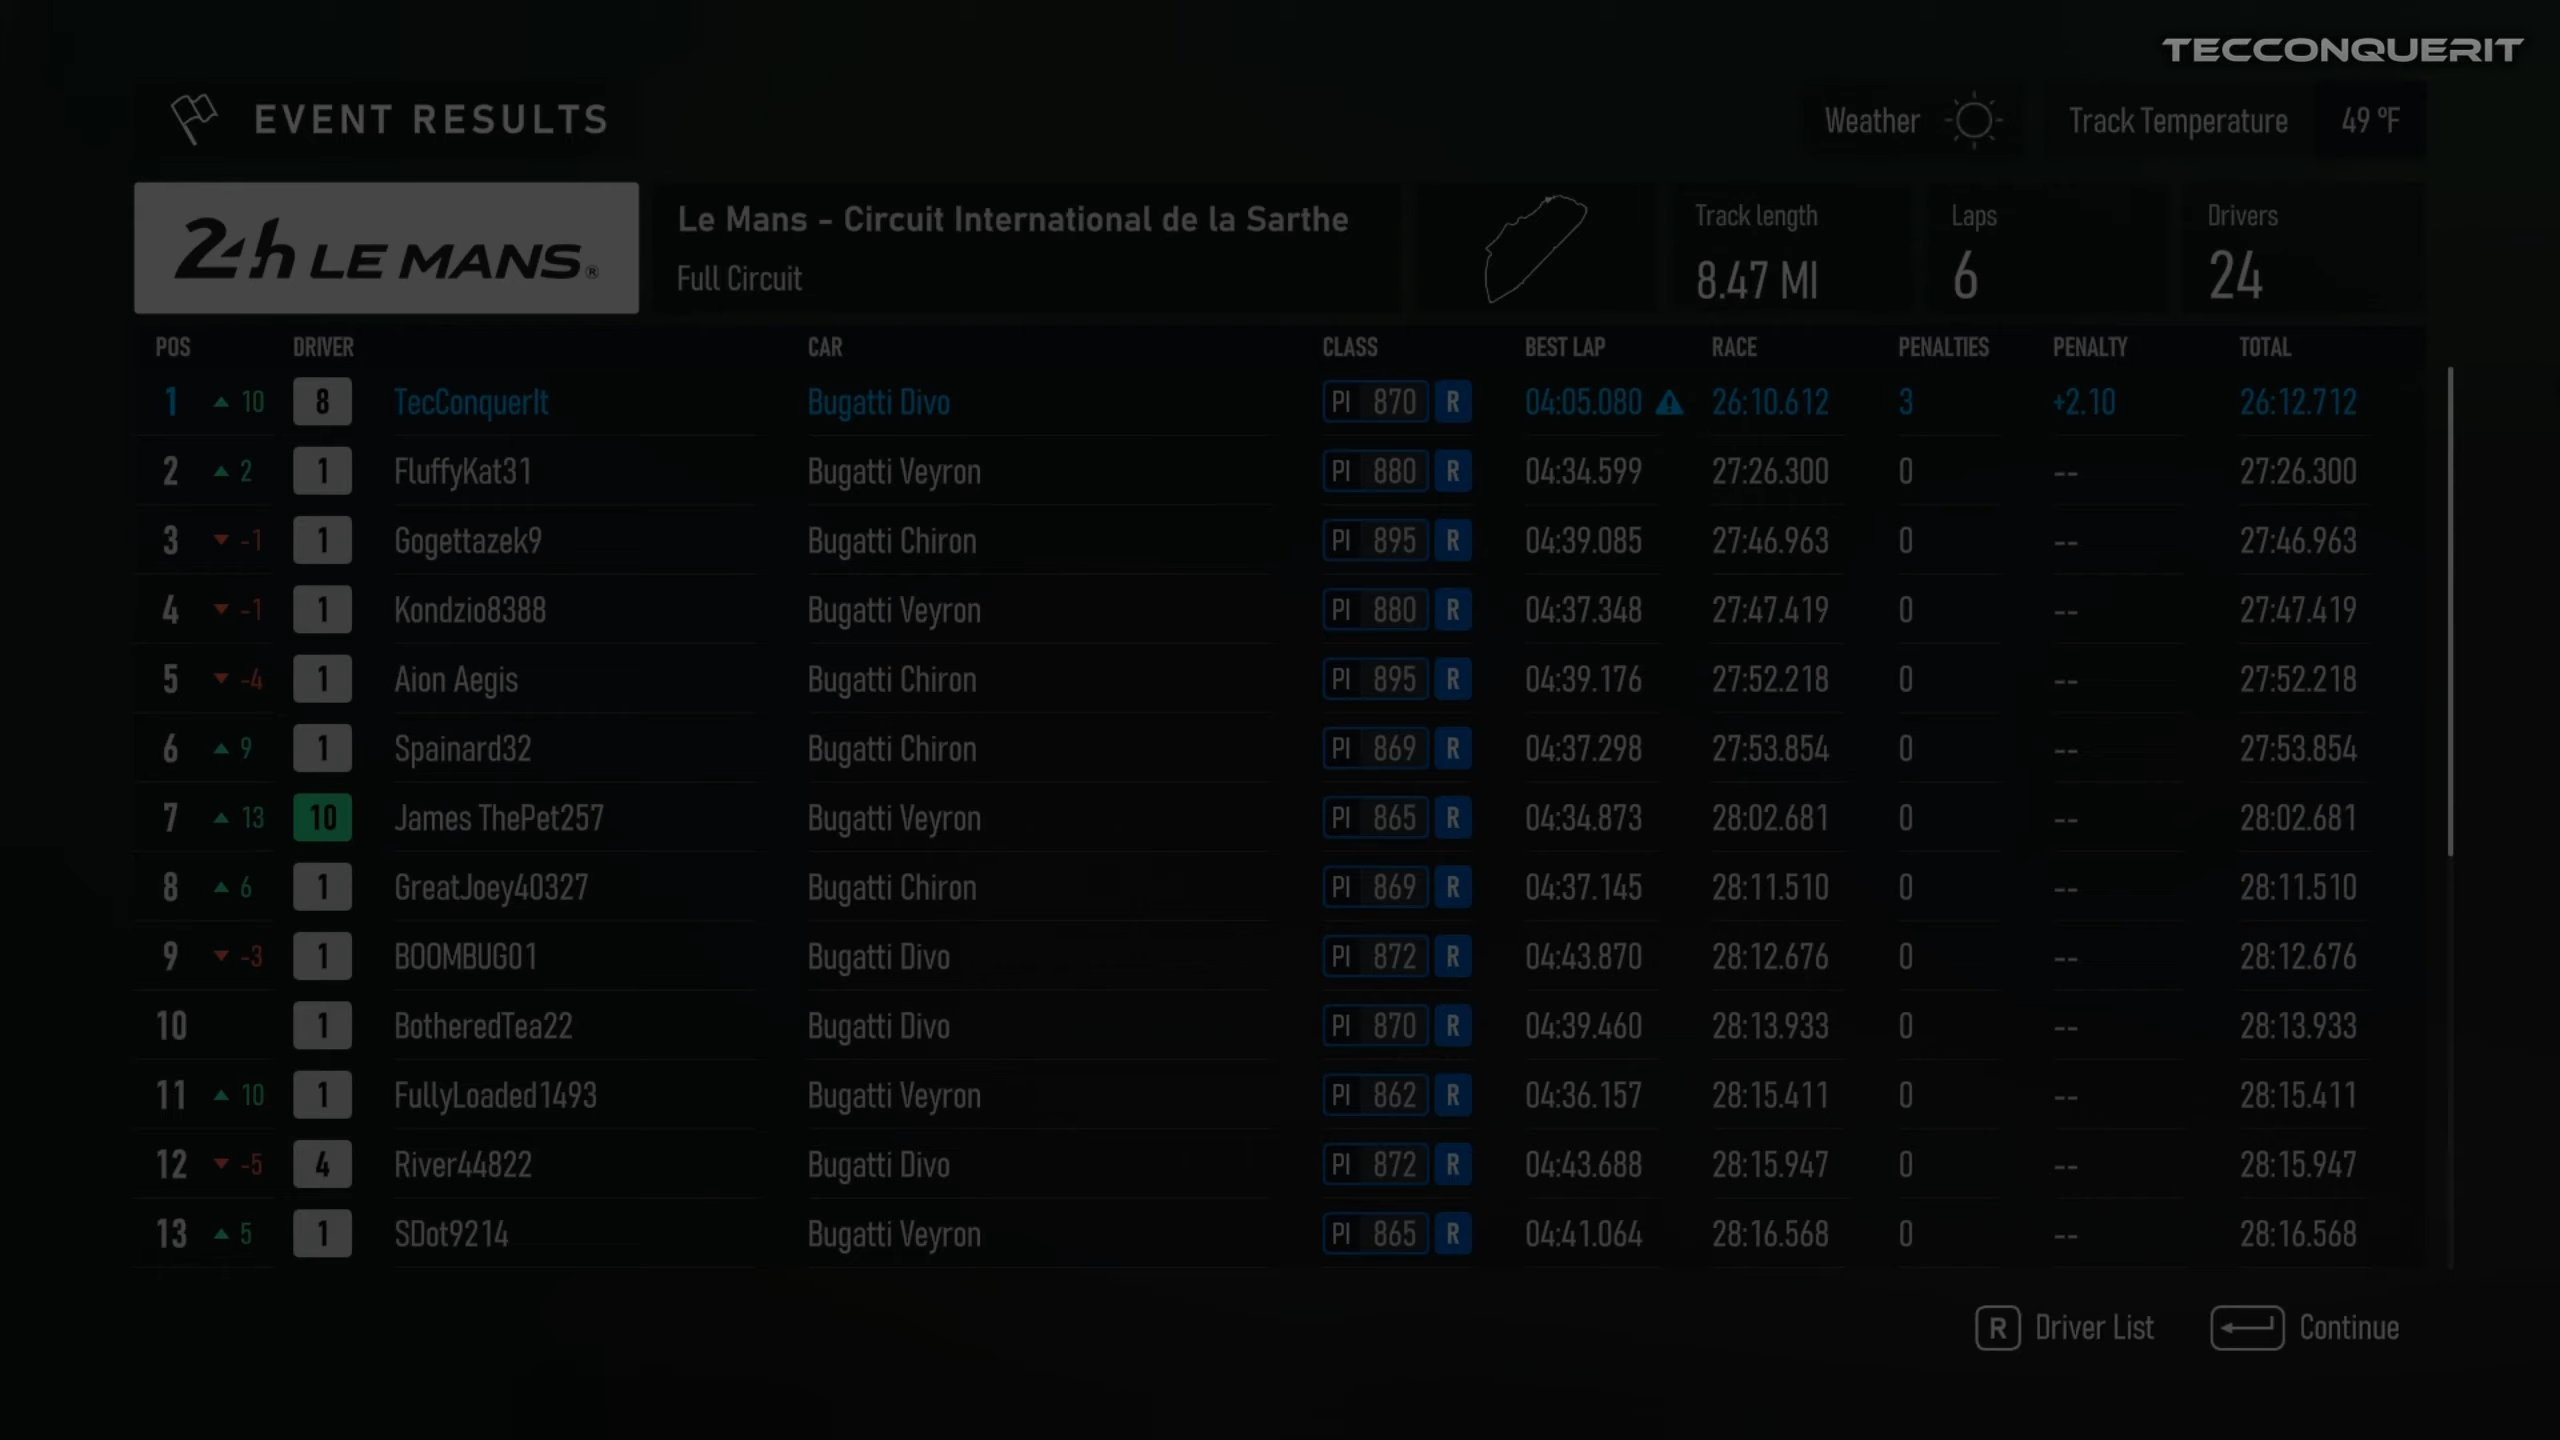 TECCONQUERIT
EVENT RESULTS
Weather Track Temperature 49 °F
24h LE MANS®
Le Mans - Circuit International de la Sarthe
Full Circuit
Track length
8.47 MI
Laps
6
Drivers
24
POS DRIVER CAR CLASS BEST LAP RACE PENALTIES PENALTY TOTAL
1 ▲ 10 8 TecConquerIt Bugatti Divo PI 870 R 04:05.080 26:10.612 3 +2.10 26:12.712
2 ▲ 2 1 FluffyKat31 Bugatti Veyron PI 880 R 04:34.599 27:26.300 0 -- 27:26.300
3 ▼ -1 1 Gogettazek9 Bugatti Chiron PI 895 R 04:39.085 27:46.963 0 -- 27:46.963
4 ▼ -1 1 Kondzio8388 Bugatti Veyron PI 880 R 04:37.348 27:47.419 0 -- 27:47.419
5 ▼ -4 1 Aion Aegis Bugatti Chiron PI 895 R 04:39.176 27:52.218 0 -- 27:52.218
6 ▲ 9 1 Spainard32 Bugatti Chiron PI 869 R 04:37.298 27:53.854 0 -- 27:53.854
7 ▲ 13 10 James ThePet257 Bugatti Veyron PI 865 R 04:34.873 28:02.681 0 -- 28:02.681
8 ▲ 6 1 GreatJoey40327 Bugatti Chiron PI 869 R 04:37.145 28:11.510 0 -- 28:11.510
9 ▼ -3 1 BOOMBUG01 Bugatti Divo PI 872 R 04:43.870 28:12.676 0 -- 28:12.676
10 1 BotheredTea22 Bugatti Divo PI 870 R 04:39.460 28:13.933 0 -- 28:13.933
11 ▲ 10 1 FullyLoaded1493 Bugatti Veyron PI 862 R 04:36.157 28:15.411 0 -- 28:15.411
12 ▼ -5 4 River44822 Bugatti Divo PI 872 R 04:43.688 28:15.947 0 -- 28:15.947
13 ▲ 5 1 SDot9214 Bugatti Veyron PI 865 R 04:41.064 28:16.568 0 -- 28:16.568
R Driver List Continue